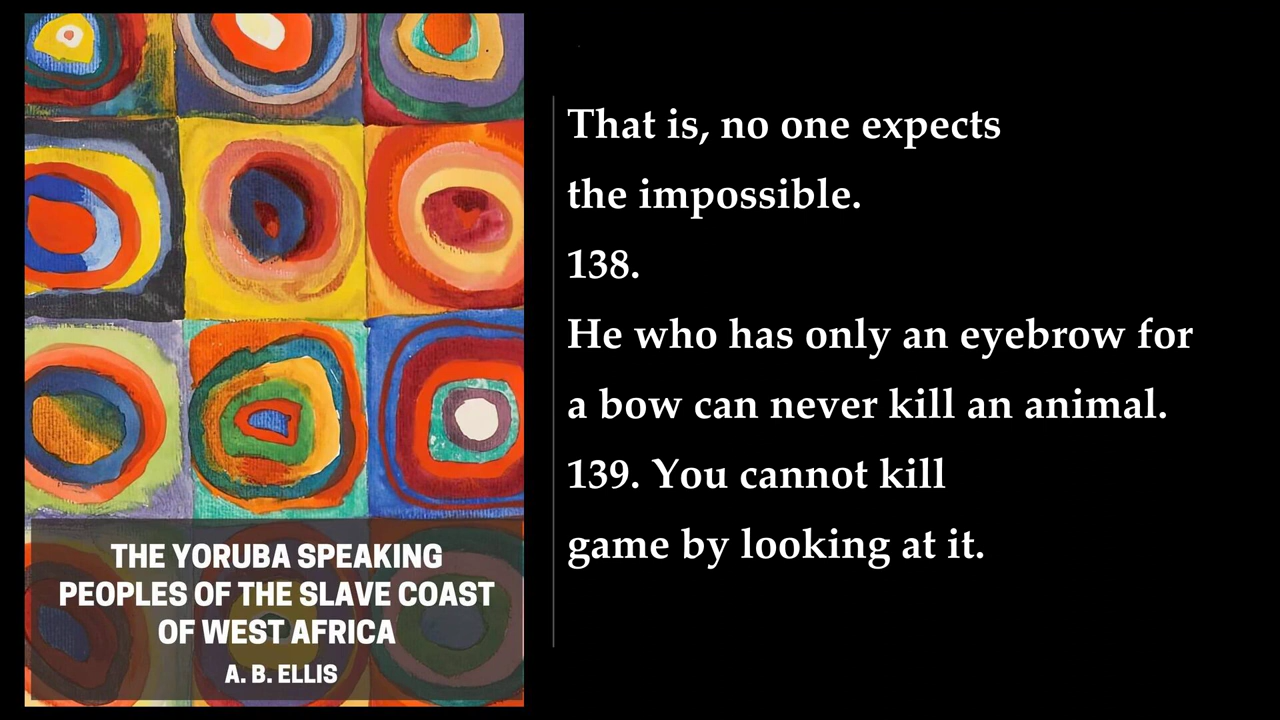 THE YORUBA SPEAKING
PEOPLES OF THE SLAVE COAST
OF WEST AFRICA
A. B. ELLIS
That is, no one expects
the impossible.
138.
He who has only an eyebrow for
a bow can never kill an animal.
139. You cannot kill
game by looking at it.